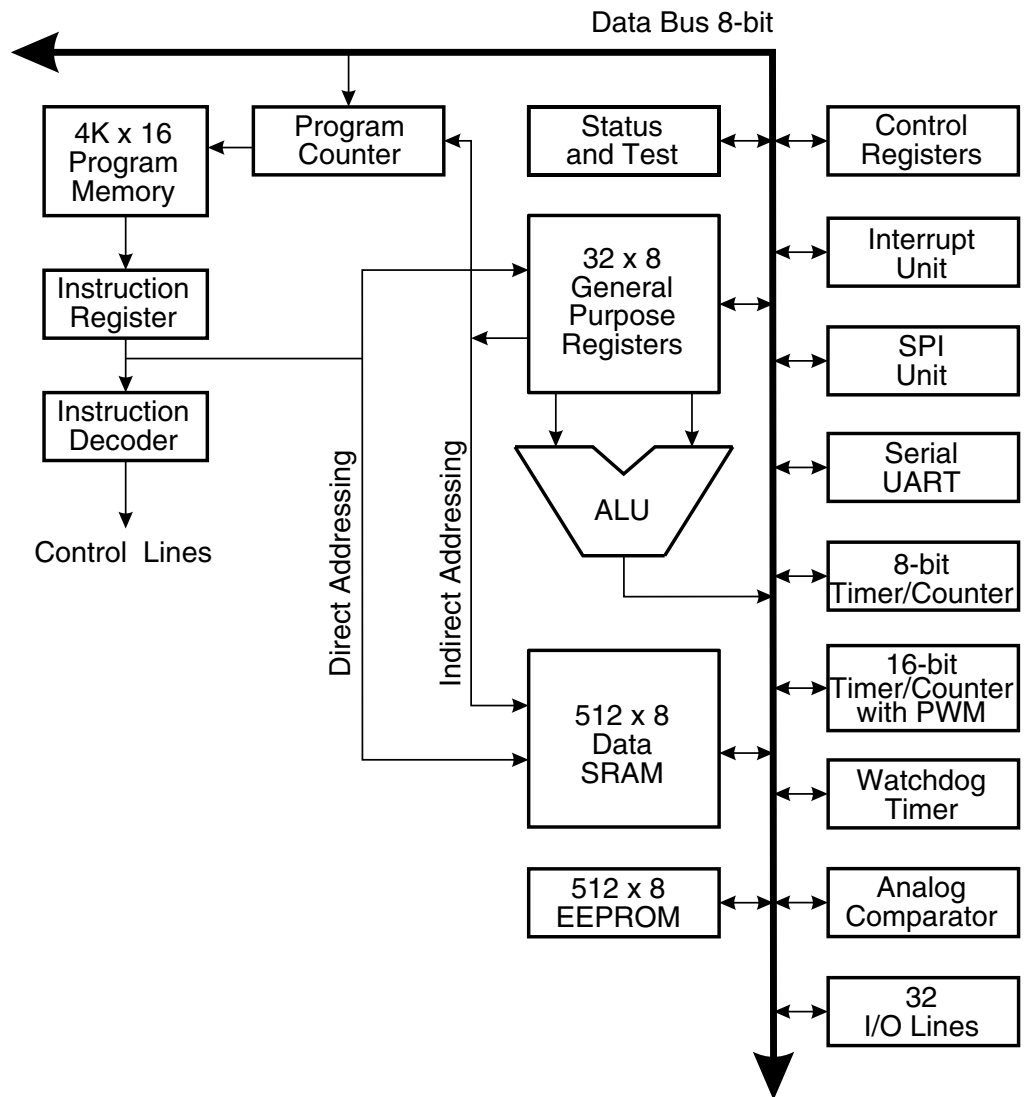 Data Bus 8-bit
4K x 16
Program
Memory
Program
Counter
Status
and Test
Control
Registers
Instruction
Register
32 x 8
General
Purpose
Registers
Interrupt
Unit
SPI
Unit
Instruction
Decoder
Control Lines
Direct Addressing
Indirect Addressing
ALU
Serial
UART
8-bit
Timer/Counter
512 x 8
Data
SRAM
16-bit
Timer/Counter
with PWM
Watchdog
Timer
512 x 8
EEPROM
Analog
Comparator
32
I/O Lines